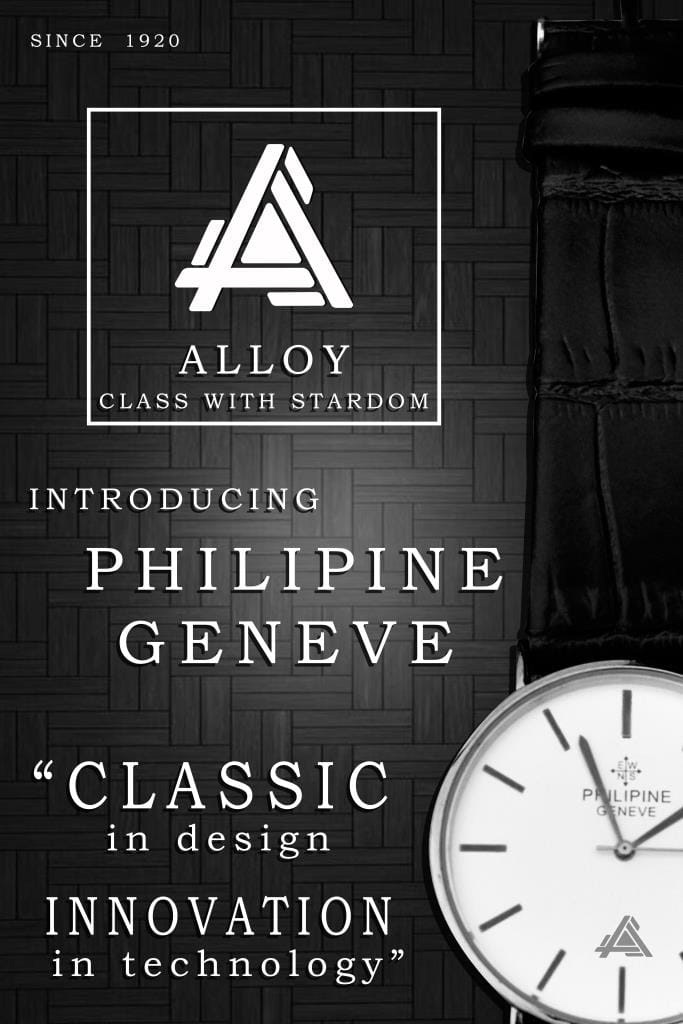 SINCE 1920
ALLOY
CLASS WITH STARDOM
INTRODUCING
PHILIPINE
GENEVE
“CLASSIC
in design
INNOVATION
in technology”
E W
N S
PHILIPINE
GENEVE